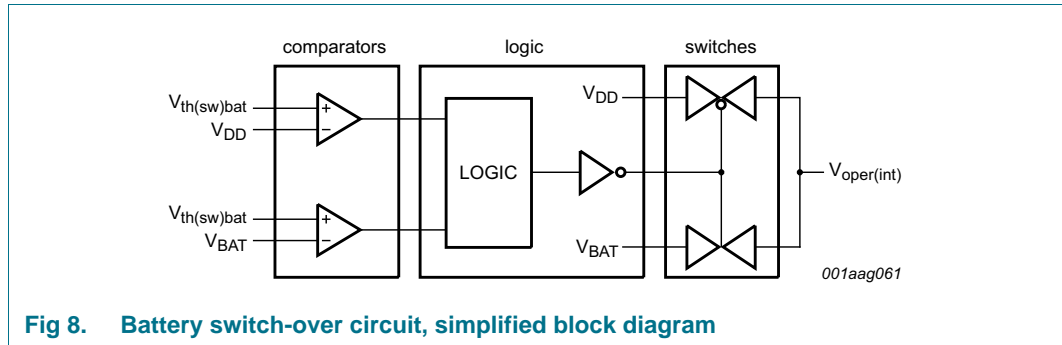 comparators
logic
switches
Vth(sw)bat
VDD
+
−
Vth(sw)bat
VBAT
+
−
LOGIC
VDD
VBAT
Voper(int)
001aag061
Fig 8. Battery switch-over circuit, simplified block diagram